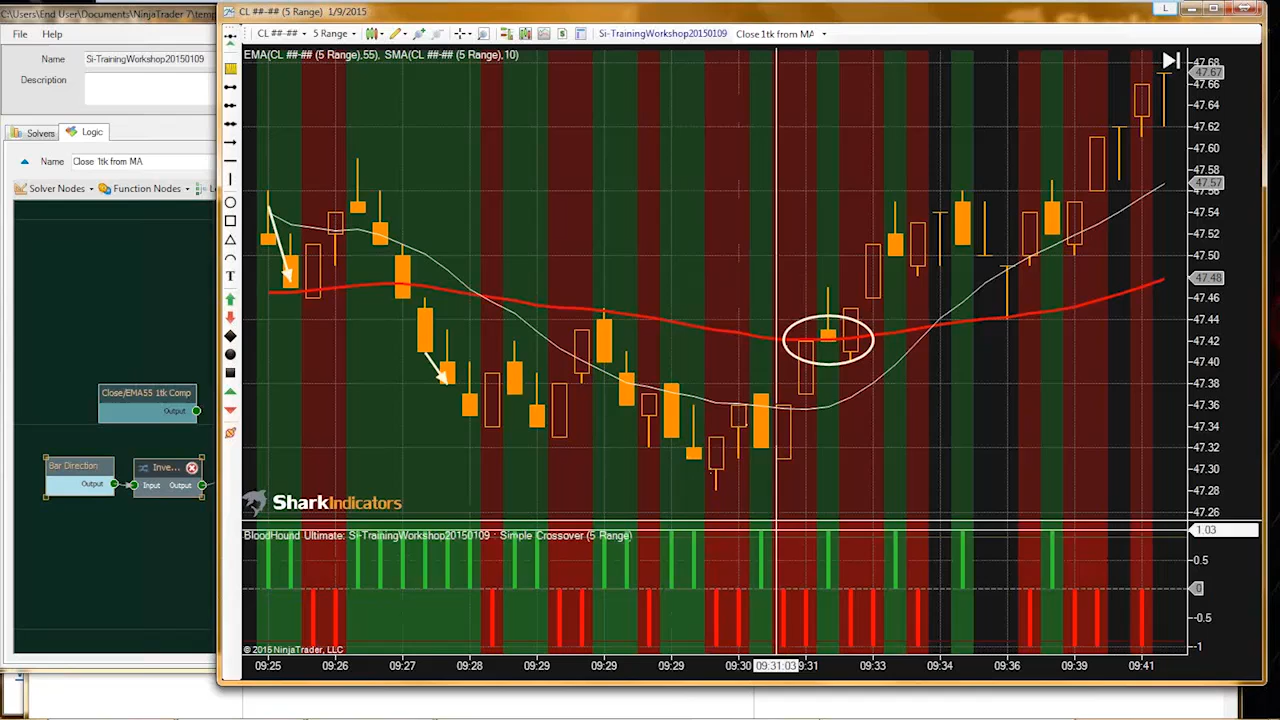 C:\Users\End User\Documents\NinjaTrader 7\temp
File Help
Name Si-TrainingWorkshop20150109
Description
Solvers Logic
Name Close 1tk from MA
Solver Nodes Function Nodes
Close/EMA55 1tk Comp
Output
Bar Direction
Output
Inve...
Input Output
CL ##-## (5 Range) 1/9/2015
L
CL ##-## 5 Range Si-TrainingWorkshop20150109 Close 1tk from MA
EMA(CL ##-## (5 Range),55), SMA(CL ##-## (5 Range),10)
T
47.68
47.67
47.66
47.64
47.62
47.60
47.58
47.57
47.56
47.54
47.52
47.50
47.48
47.46
47.44
47.42
47.40
47.38
47.36
47.34
47.32
47.30
47.28
47.26
SharkIndicators
BloodHound Ultimate: Si-TrainingWorkshop20150109 : Simple Crossover (5 Range)
1.03
0.5
0
-0.5
-1
© 2015 NinjaTrader, LLC
09:25 09:26 09:27 09:28 09:29 09:29 09:29 09:30 09:31:03 09:31 09:33 09:34 09:36 09:39 09:41